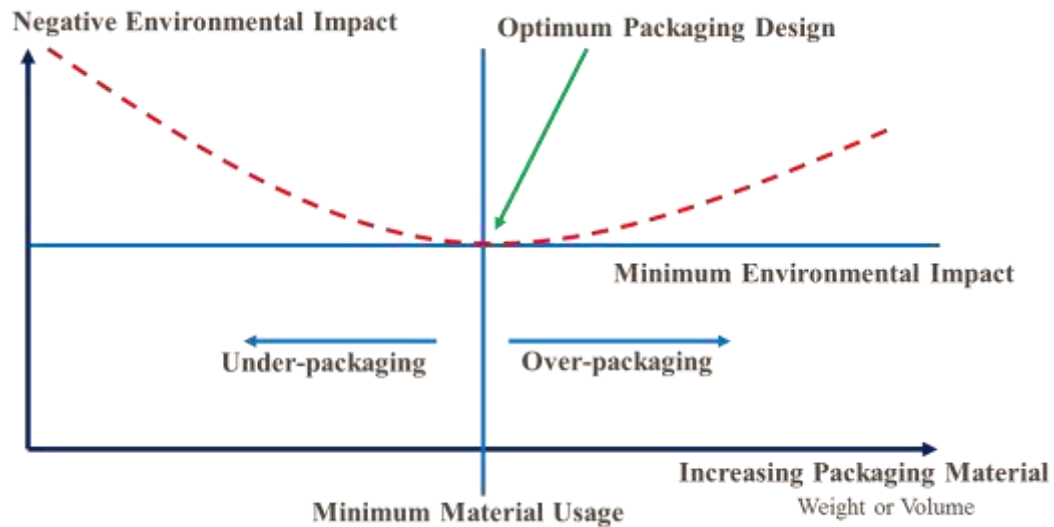 Negative Environmental Impact
Optimum Packaging Design
Minimum Environmental Impact
Under-packaging
Over-packaging
Increasing Packaging Material
Weight or Volume
Minimum Material Usage